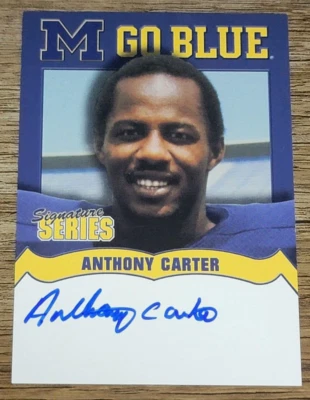 M GO BLUE
Signature
SERIES
ANTHONY CARTER
Anthony Carter